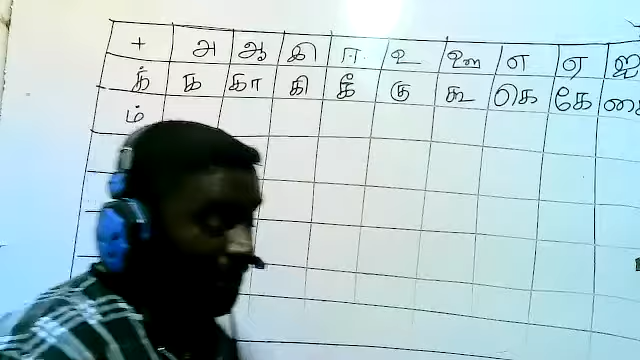 + அ ஆ இ ஈ உ ஊ எ ஏ ஐ
க் க கா கி கீ கு கூ கெ கே கை
ம்